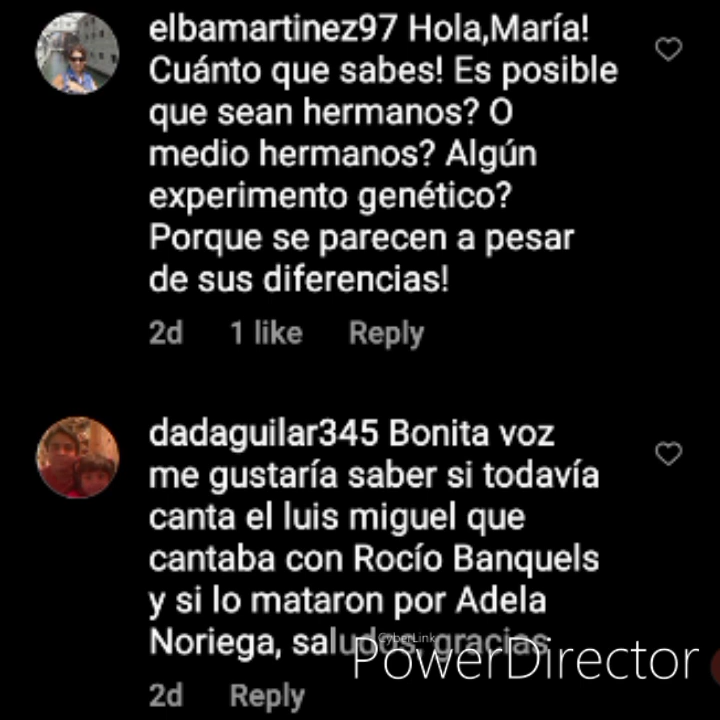 elbamartinez97 Hola,María!
Cuánto que sabes! Es posible
que sean hermanos? O
medio hermanos? Algún
experimento genético?
Porque se parecen a pesar
de sus diferencias!
2d 1 like Reply
dadaguilar345 Bonita voz
me gustaría saber si todavía
canta el luis miguel que
cantaba con Rocío Banquels
y si lo mataron por Adela
Noriega, saludos, gracias
CyberLink
PowerDirector
2d Reply